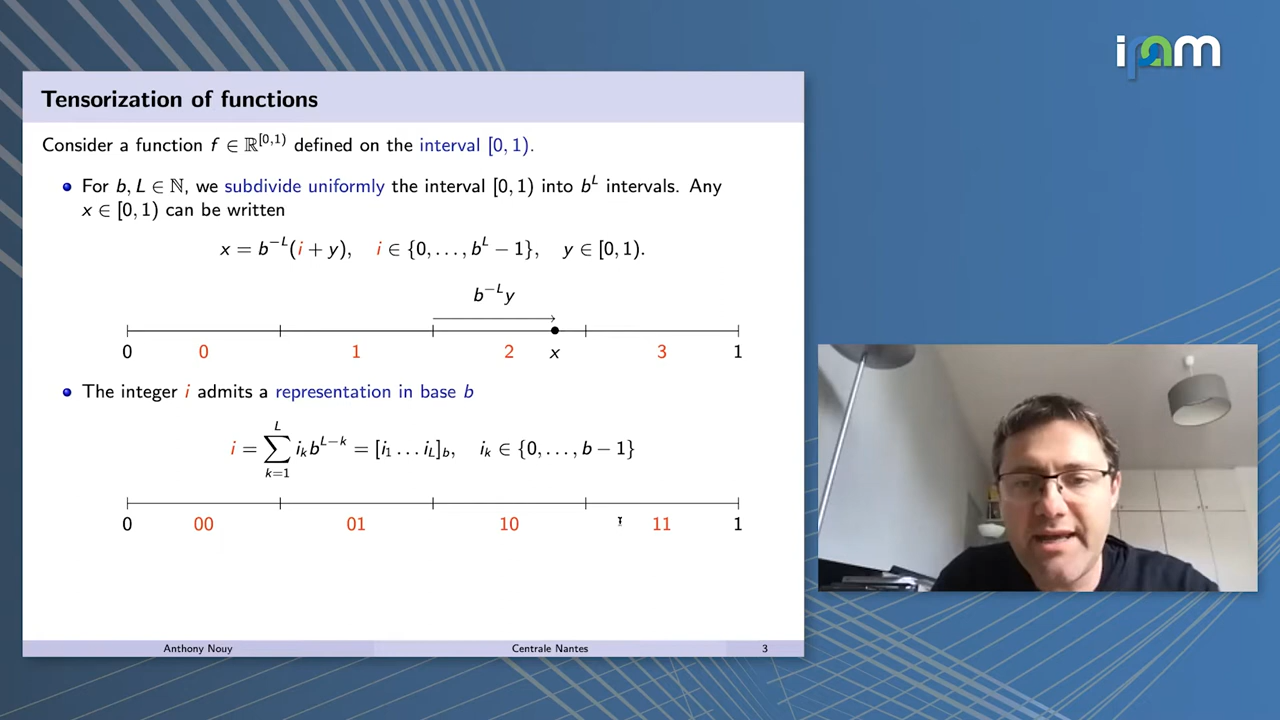 ipam
Tensorization of functions
Consider a function f ∈ ℝ^[0,1) defined on the interval [0, 1).
For b, L ∈ ℕ, we subdivide uniformly the interval [0, 1) into b^L intervals. Any
x ∈ [0, 1) can be written
x = b^−L(i + y), i ∈ {0, . . . , b^L − 1}, y ∈ [0, 1).
b^−L y
0 0 1 2 x 3 1
The integer i admits a representation in base b
i = ∑_{k=1}^{L} i_k b^{L−k} = [i_1 . . . i_L]_b, i_k ∈ {0, . . . , b − 1}
0 00 01 10 11 1
Anthony Nouy Centrale Nantes 3